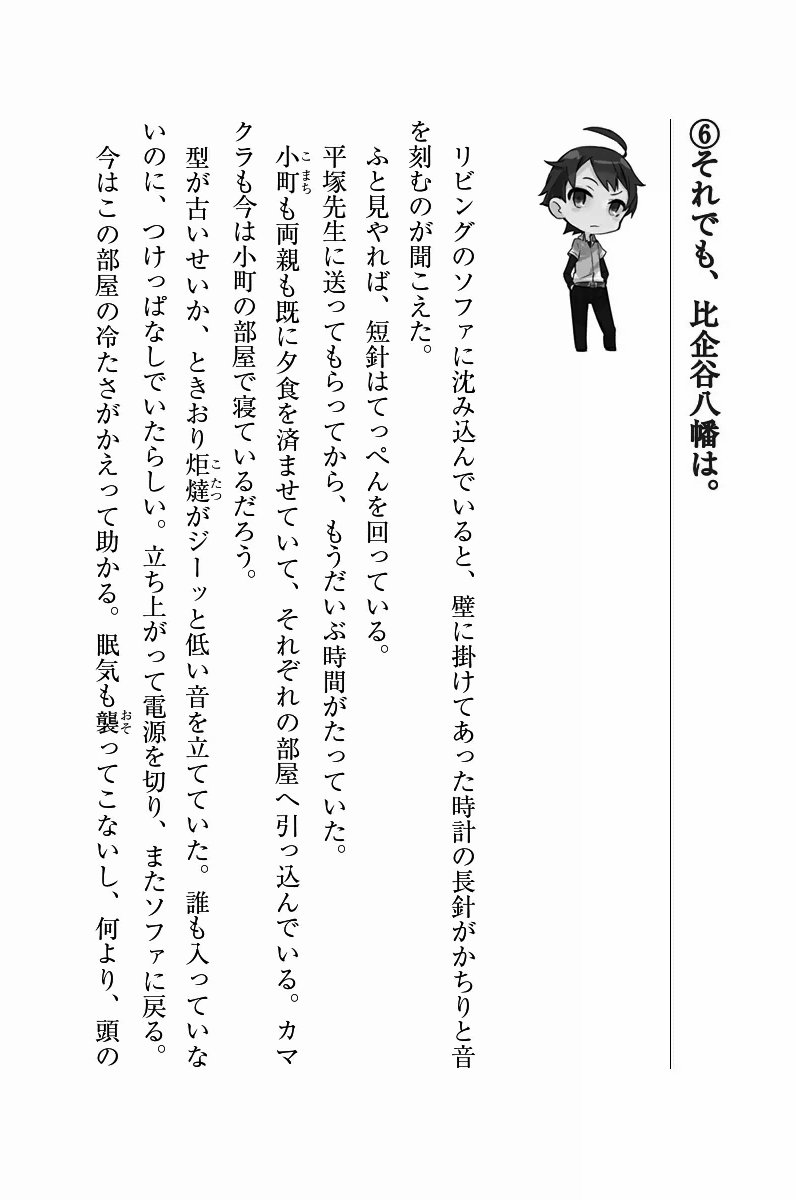 ⑥それでも、比企谷八幡は。
リビングのソファに沈み込んでいると、壁に掛けてあった時計の長針がかちりと音
を刻むのが聞こえた。
ふと見やれば、短針はてっぺんを回っている。
平塚先生に送ってもらってから、もうだいぶ時間がたっていた。
小町も両親も既に夕食を済ませていて、それぞれの部屋へ引っ込んでいる。カマ
こまち
クラも今は小町の部屋で寝ているだろう。
型が古いせいか、ときおり炬燵がジーッと低い音を立てていた。誰も入っていな
こたつ
いのに、つけっぱなしでいたらしい。立ち上がって電源を切り、またソファに戻る。
今はこの部屋の冷たさがかえって助かる。眠気も襲ってこないし、何より、頭の
おそ